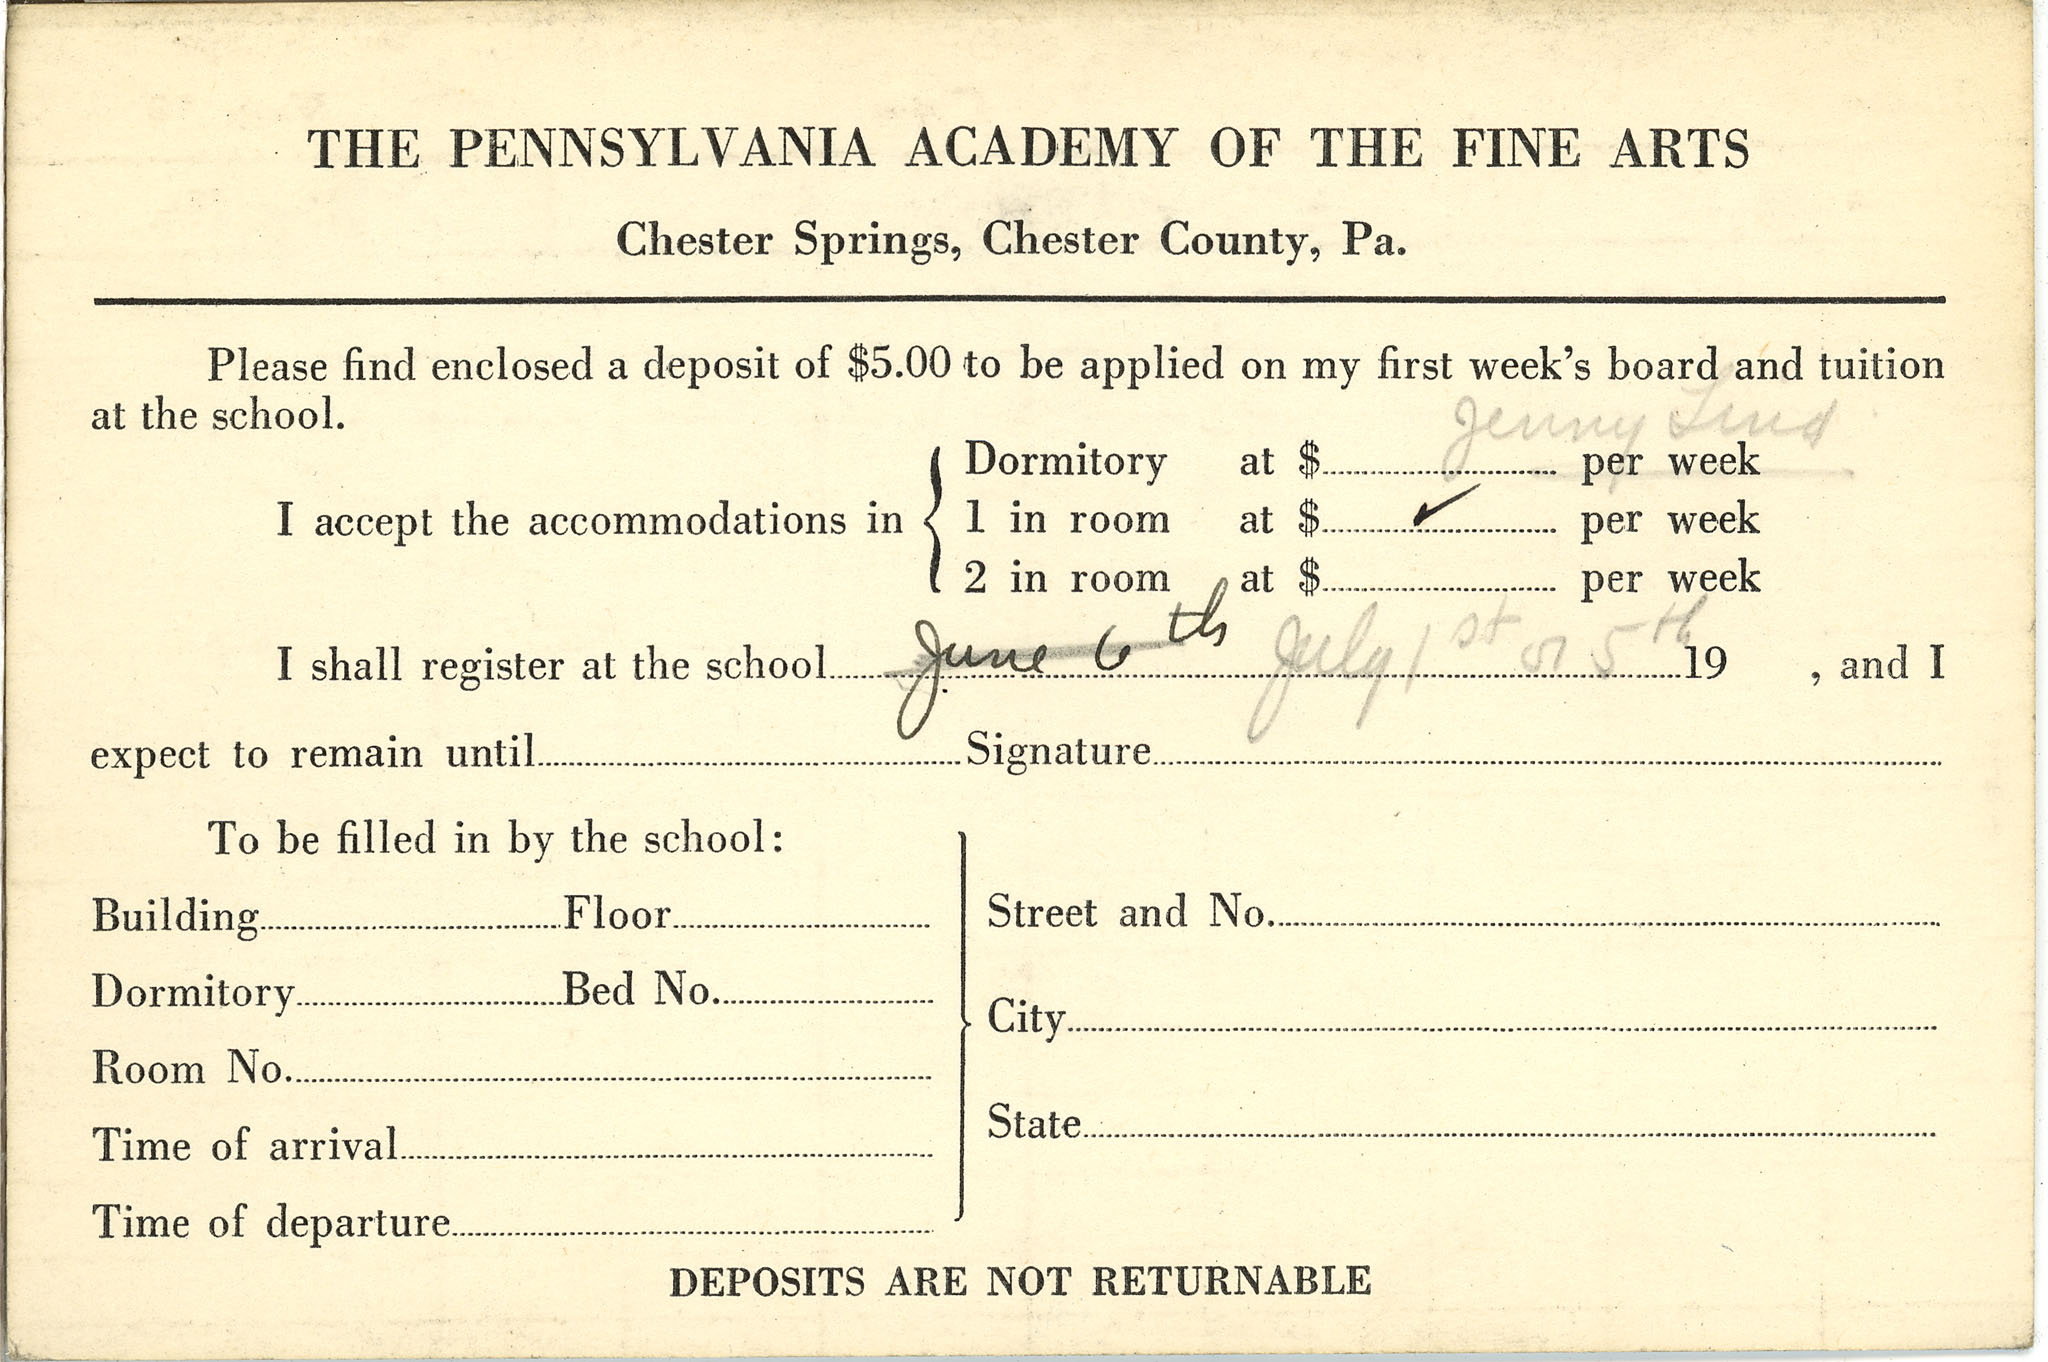 THE PENNSYLVANIA ACADEMY OF THE FINE ARTS
Chester Springs, Chester County, Pa.
Please find enclosed a deposit of $5.00 to be applied on my first week's board and tuition
at the school.
Jenny Lind
Dormitory at $ per week
I accept the accommodations in 1 in room at $ ✓ per week
2 in room at $ per week
I shall register at the school June 6th July 1st or 5th 19 , and I
expect to remain until Signature
To be filled in by the school:
Building Floor Street and No.
Dormitory Bed No.
City
Room No.
State
Time of arrival
Time of departure
DEPOSITS ARE NOT RETURNABLE